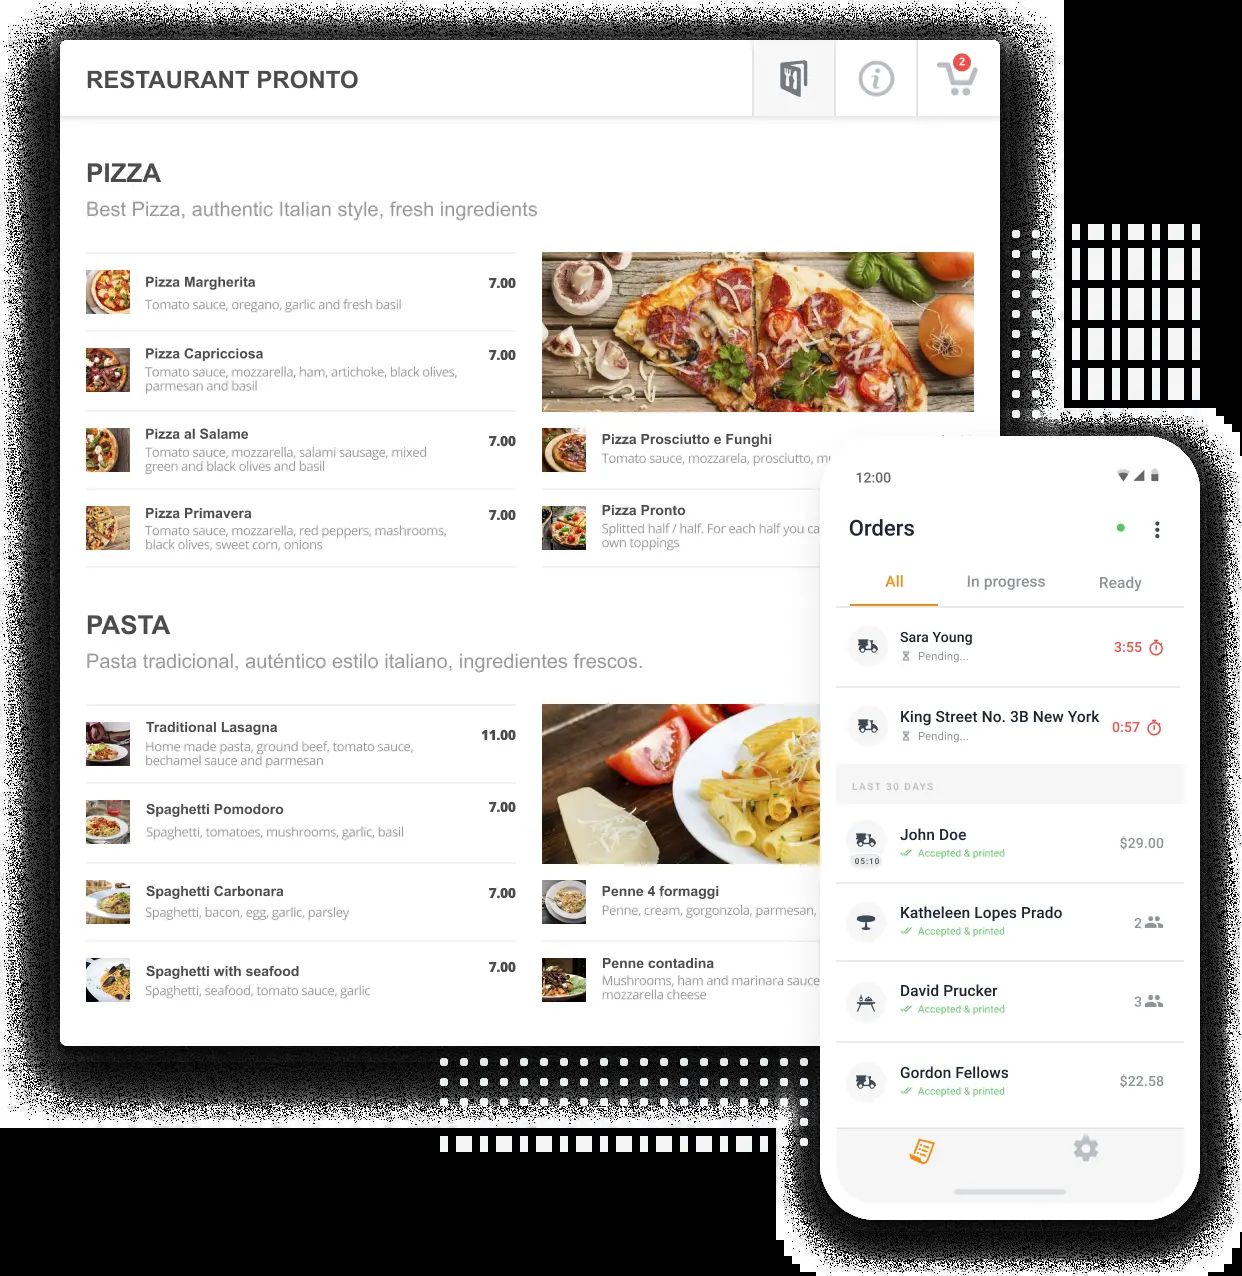 RESTAURANT PRONTO
2
PIZZA
Best Pizza, authentic Italian style, fresh ingredients
Pizza Margherita
7.00
Tomato sauce, oregano, garlic and fresh basil
Pizza Capricciosa
7.00
Tomato sauce, mozzarella, ham, artichoke, black olives,
parmesan and basil
Pizza al Salame
7.00
Tomato sauce, mozzarella, salami sausage, mixed
green and black olives and basil
Pizza Primavera
7.00
Tomato sauce, mozzarella, red peppers, mashrooms,
black olives, sweet corn, onions
Pizza Prosciutto e Funghi
Tomato sauce, mozzarela, prosciutto,
Pizza Pronto
Splitted half / half. For each half you ca
own toppings
PASTA
Pasta tradicional, auténtico estilo italiano, ingredientes frescos.
Traditional Lasagna
11.00
Home made pasta, ground beef, tomato sauce,
bechamel sauce and parmesan
Spaghetti Pomodoro
7.00
Spaghetti, tomatoes, mushrooms, garlic, basil
Spaghetti Carbonara
7.00
Spaghetti, bacon, egg, garlic, parsley
Spaghetti with seafood
7.00
Spaghetti, seafood, tomato sauce, garlic
Penne 4 formaggi
Penne, cream, gorgonzola, parmesan,
Penne contadina
Mushrooms, ham and marinara sauce
mozzarella cheese
12:00
Orders
All In progress Ready
Sara Young
Pending...
3:55
King Street No. 3B New York
Pending...
0:57
LAST 30 DAYS
John Doe
Accepted & printed
05:10
$29.00
Katheleen Lopes Prado
Accepted & printed
2
David Prucker
Accepted & printed
3
Gordon Fellows
Accepted & printed
$22.58